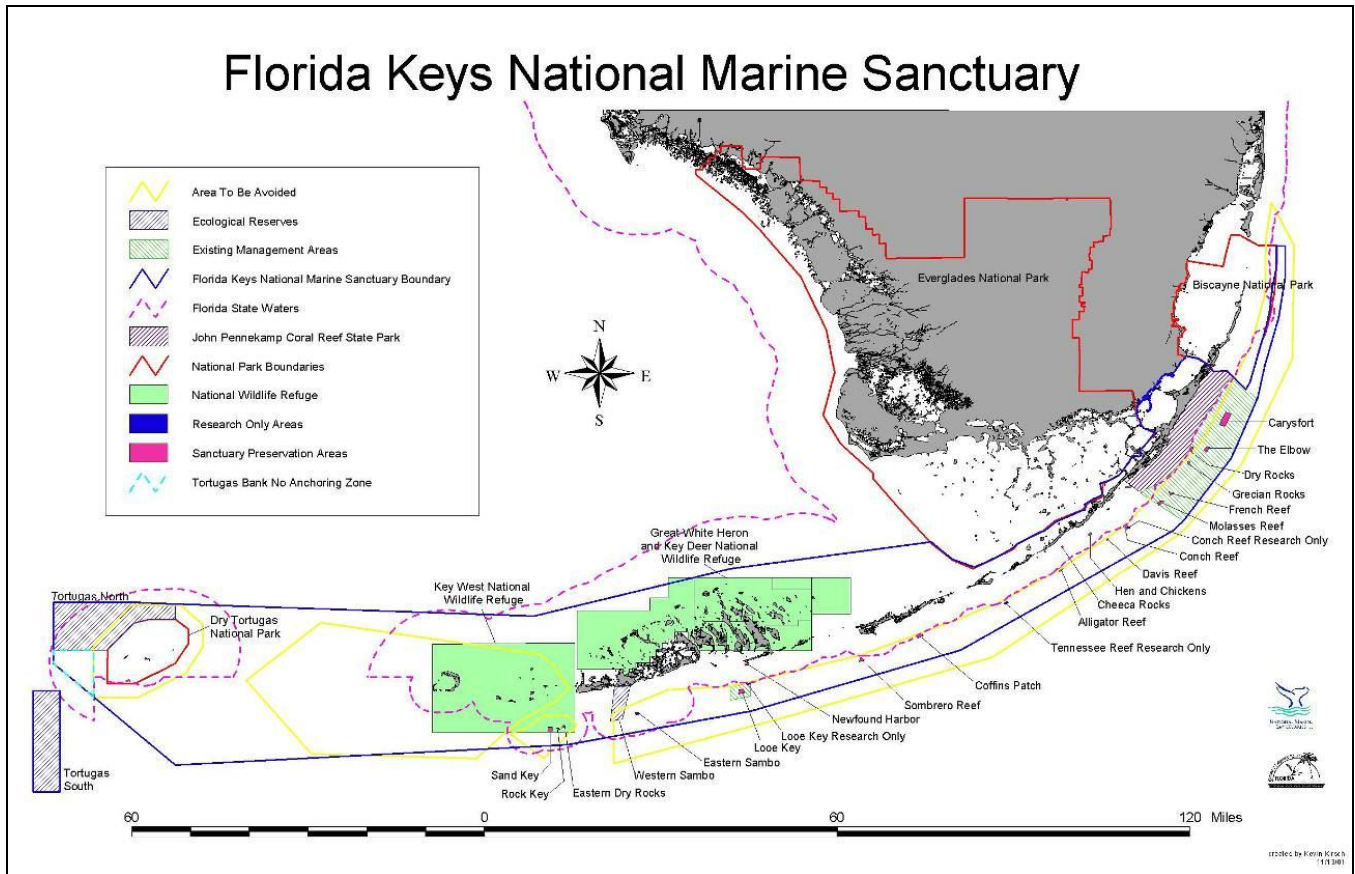 Florida Keys National Marine Sanctuary
Area To Be Avoided
Ecological Reserves
Existing Management Areas
Florida Keys National Marine Sanctuary Boundary
Florida State Waters
John Pennekamp Coral Reef State Park
National Park Boundaries
National Wildlife Refuge
Research Only Areas
Sanctuary Preservation Areas
Tortugas Bank No Anchoring Zone
N
W
E
S
Everglades National Park
Biscayne National Park
Carysfort
The Elbow
Dry Rocks
Grecian Rocks
French Reef
Molasses Reef
Conch Reef Research Only
Conch Reef
Davis Reef
Hen and Chickens
Cheeca Rocks
Alligator Reef
Tennessee Reef Research Only
Coffins Patch
Sombrero Reef
Newfound Harbor
Looe Key Research Only
Looe Key
Eastern Sambo
Western Sambo
Eastern Dry Rocks
Rock Key
Sand Key
Great White Heron
and Key Deer National
Wildlife Refuge
Key West National
Wildlife Refuge
Tortugas North
Dry Tortugas
National Park
Tortugas
South
60
0
60
120
Miles
created by Kevin Kirsch